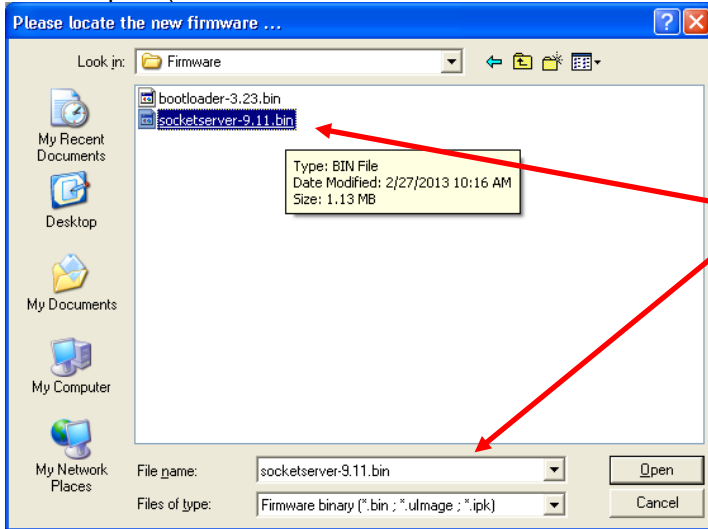 Please locate the new firmware ...
Look in: Firmware
bootloader-3.23.bin
socketserver-9.11.bin
Type: BIN File
Date Modified: 2/27/2013 10:16 AM
Size: 1.13 MB
My Recent
Documents
Desktop
My Documents
My Computer
My Network
Places
File name: socketserver-9.11.bin Open
Files of type: Firmware binary (*.bin ; *.uImage ; *.ipk) Cancel